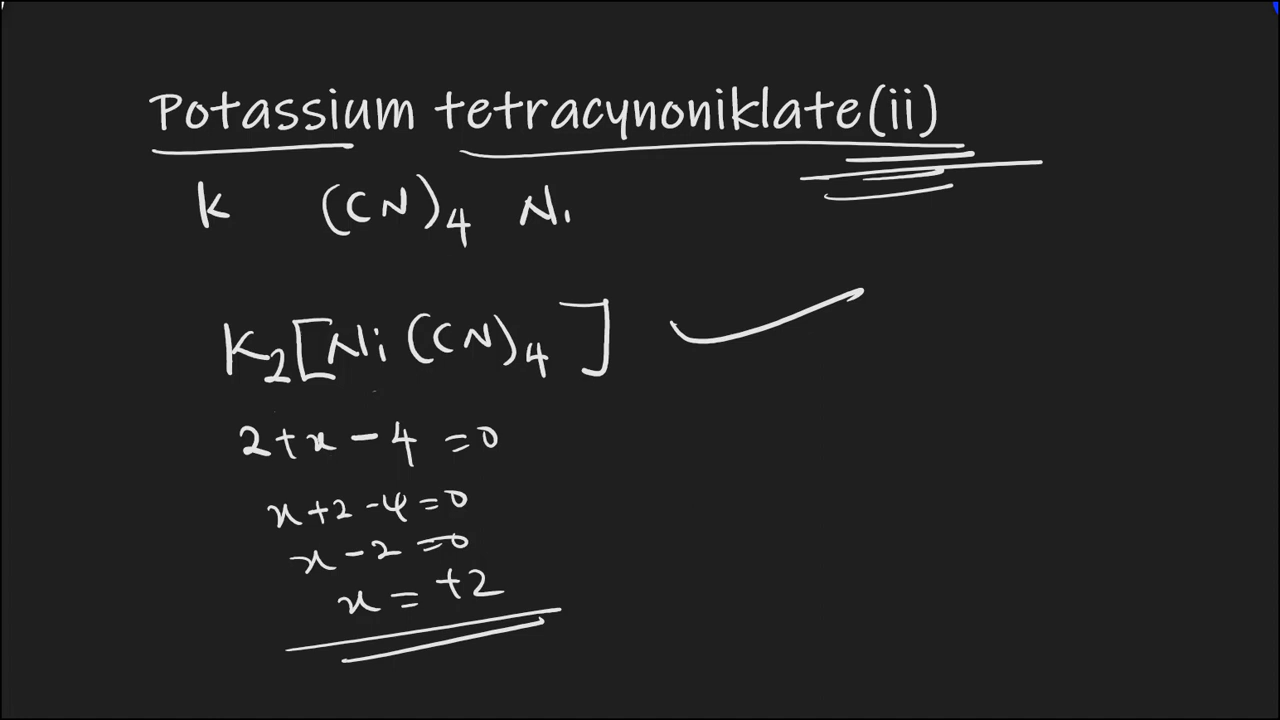 Potassium tetracynoniklate(ii)
K (CN)4 Ni
K2[Ni(CN)4]
2+x-4=0
x+2-4=0
x-2=0
x=+2